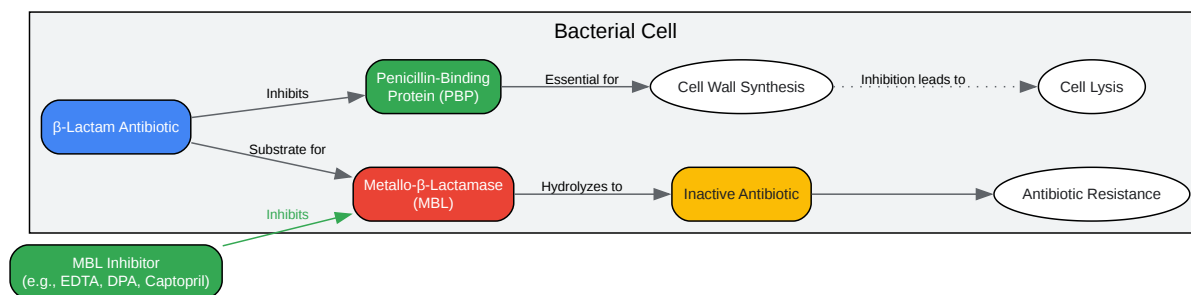 Bacterial Cell
β-Lactam Antibiotic
Inhibits
Penicillin-Binding
Protein (PBP)
Essential for
Cell Wall Synthesis
Inhibition leads to
Cell Lysis
Substrate for
Metallo-β-Lactamase
(MBL)
Hydrolyzes to
Inactive Antibiotic
Antibiotic Resistance
Inhibits
MBL Inhibitor
(e.g., EDTA, DPA, Captopril)